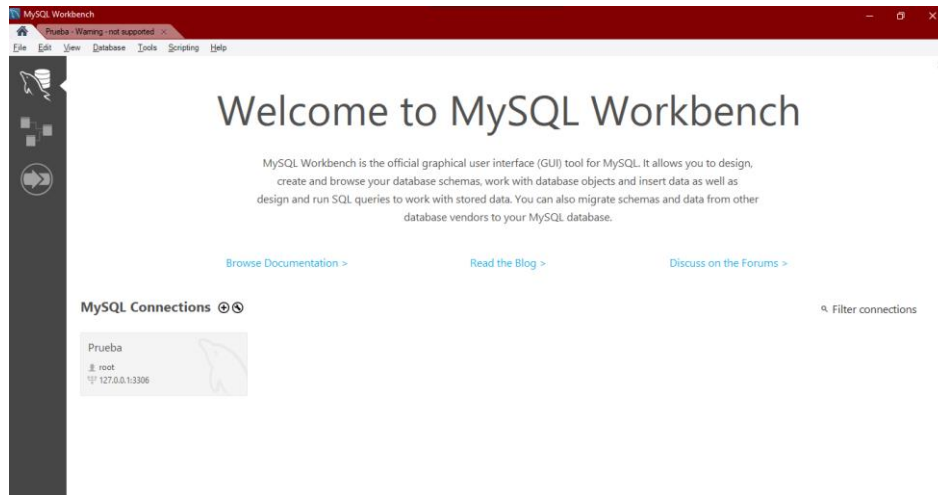 MySQL Workbench
Prueba - Warning - not supported ×
File Edit View Database Tools Scripting Help
Welcome to MySQL Workbench
MySQL Workbench is the official graphical user interface (GUI) tool for MySQL. It allows you to design,
create and browse your database schemas, work with database objects and insert data as well as
design and run SQL queries to work with stored data. You can also migrate schemas and data from other
database vendors to your MySQL database.
Browse Documentation > Read the Blog > Discuss on the Forums >
MySQL Connections Filter connections
Prueba
root
127.0.0.1:3306